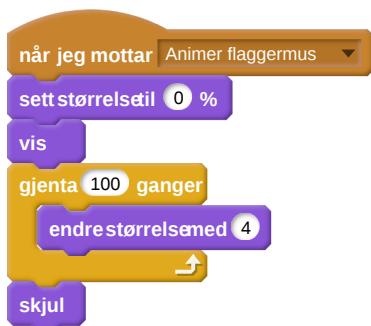 når jeg mottar Animer flaggermus
sett størrelse til 0 %
vis
gjenta 100 ganger
endre størrelse med 4
skjul